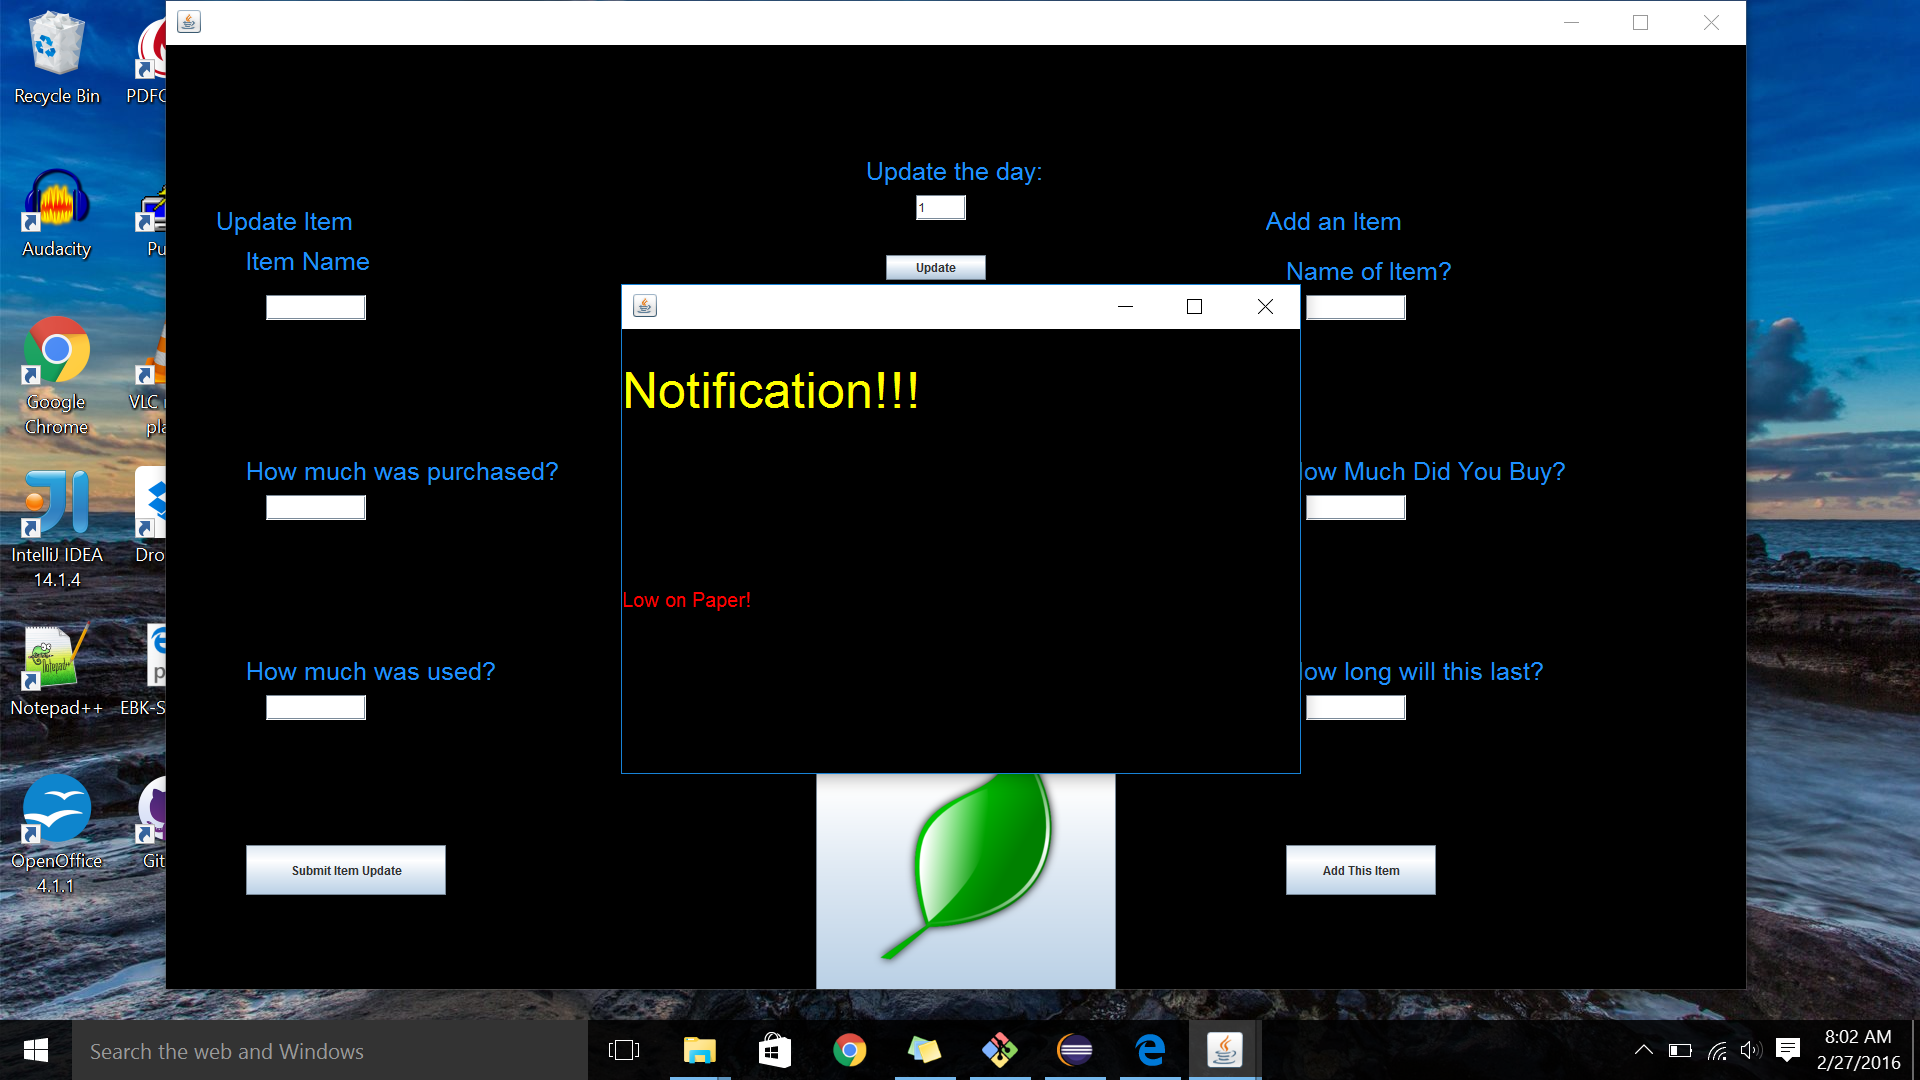 Recycle Bin
PDFC
Audacity
Pu
Google
Chrome
VLC
pla
IntelliJ IDEA
14.1.4
Dro
Notepad++
EBK-S
OpenOffice
4.1.1
Git
Update the day:
1
Update
Update Item
Item Name
How much was purchased?
How much was used?
Submit Item Update
Add an Item
Name of Item?
ow Much Did You Buy?
ow long will this last?
Add This Item
Notification!!!
Low on Paper!
Search the web and Windows
8:02 AM
2/27/2016